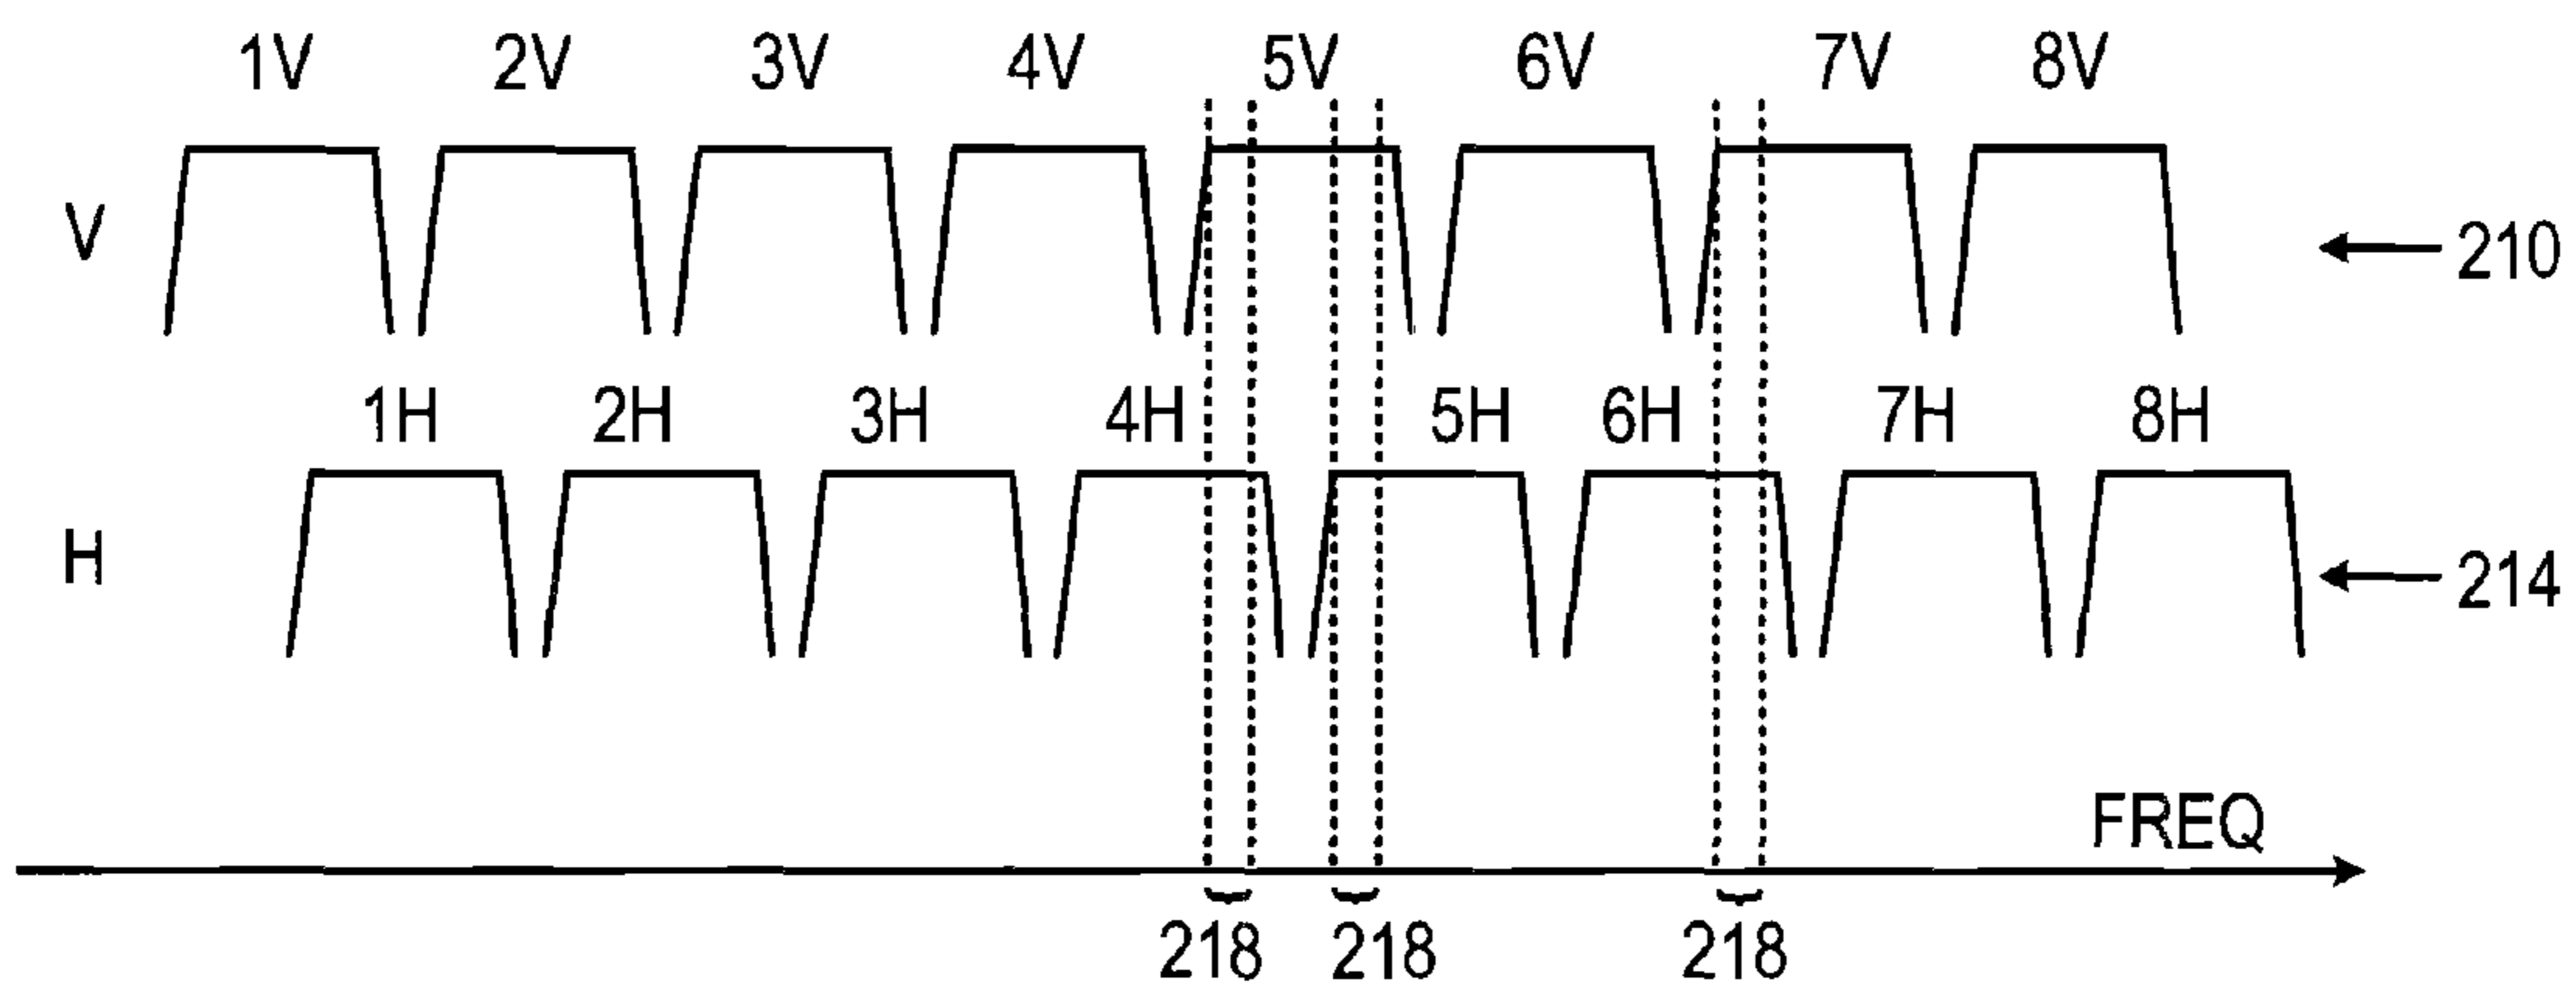 1V 2V 3V 4V 5V 6V 7V 8V
V 210
1H 2H 3H 4H 5H 6H 7H 8H
H 214
FREQ
218 218 218